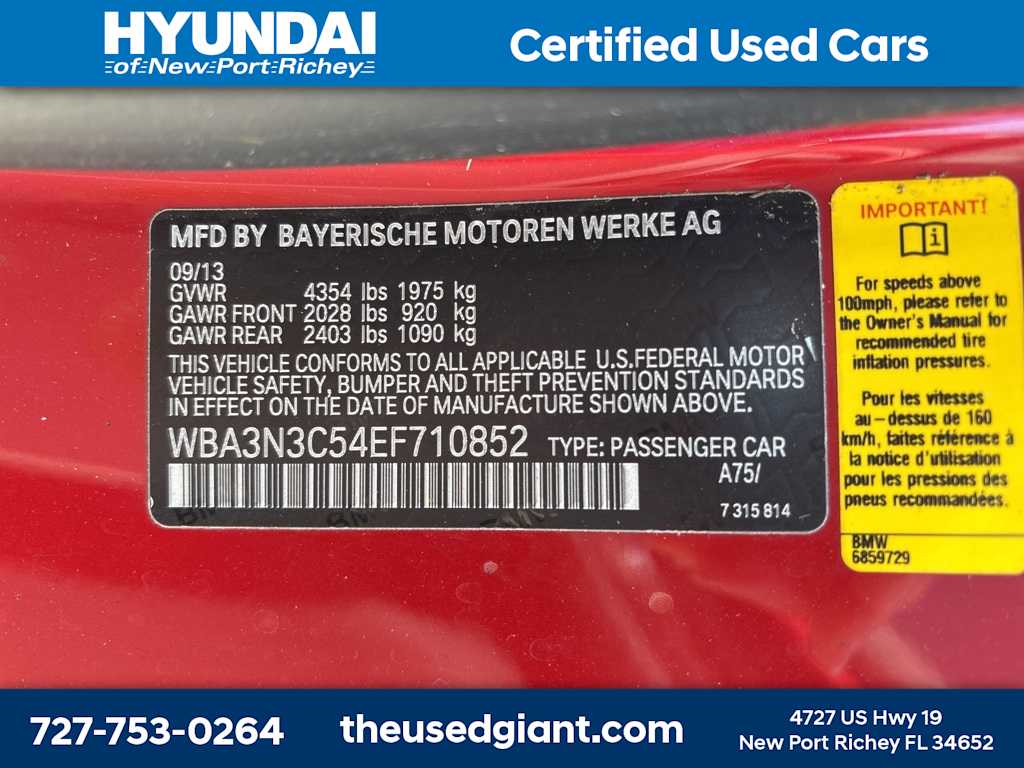 HYUNDAI
of New Port Richey
Certified Used Cars
MFD BY BAYERISCHE MOTOREN WERKE AG
09/13
GVWR 4354 lbs 1975 kg
GAWR FRONT 2028 lbs 920 kg
GAWR REAR 2403 lbs 1090 kg
THIS VEHICLE CONFORMS TO ALL APPLICABLE U.S.FEDERAL MOTOR
VEHICLE SAFETY, BUMPER AND THEFT PREVENTION STANDARDS
IN EFFECT ON THE DATE OF MANUFACTURE SHOWN ABOVE.
WBA3N3C54EF710852 TYPE: PASSENGER CAR
A75/
7 315 814
IMPORTANT!
For speeds above
100mph, please refer to
the Owner's Manual for
recommended tire
inflation pressures.
Pour les vitesses
au-dessus de 160
km/h, faites référence à
la notice d'utilisation
pour les pressions des
pneus recommandées.
BMW
6859729
727-753-0264
theusedgiant.com
4727 US Hwy 19
New Port Richey FL 34652